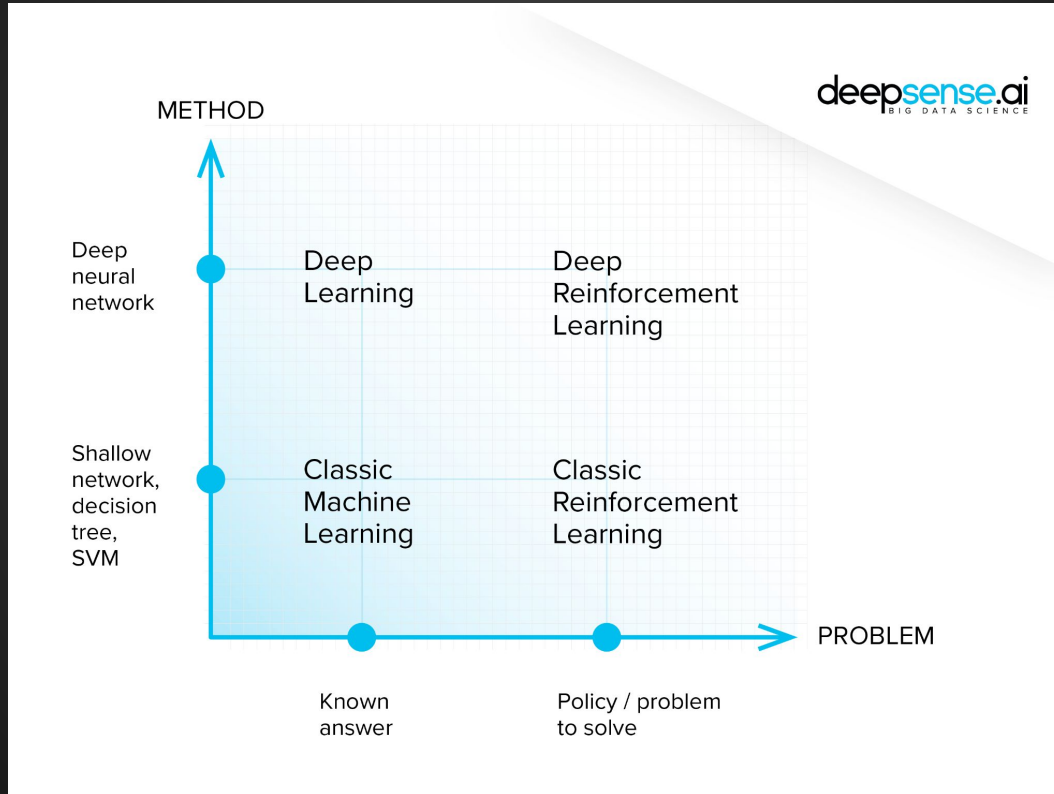 deepsense.ai
BIG DATA SCIENCE
METHOD
Deep
neural
network
Deep
Learning
Deep
Reinforcement
Learning
Shallow
network,
decision
tree,
SVM
Classic
Machine
Learning
Classic
Reinforcement
Learning
PROBLEM
Known
answer
Policy / problem
to solve